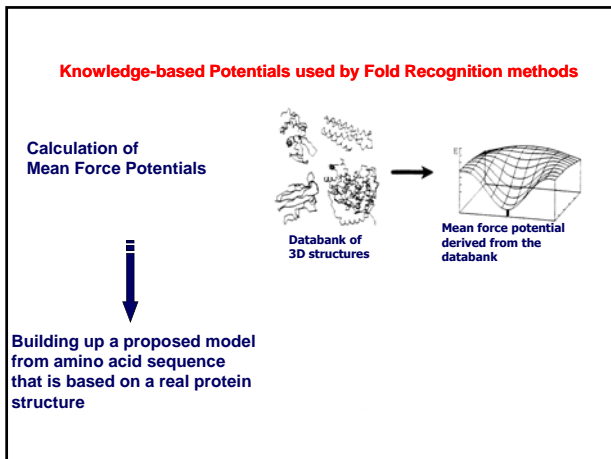 Knowledge-based Potentials used by Fold Recognition methods
Calculation of
Mean Force Potentials
E
Databank of
3D structures
Mean force potential
derived from the
databank
Building up a proposed model
from amino acid sequence
that is based on a real protein
structure